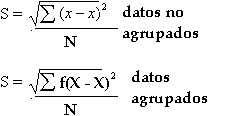 S = √∑ (x – x)² datos no
N agrupados
S = √∑ f(X - X)² datos
N agrupados